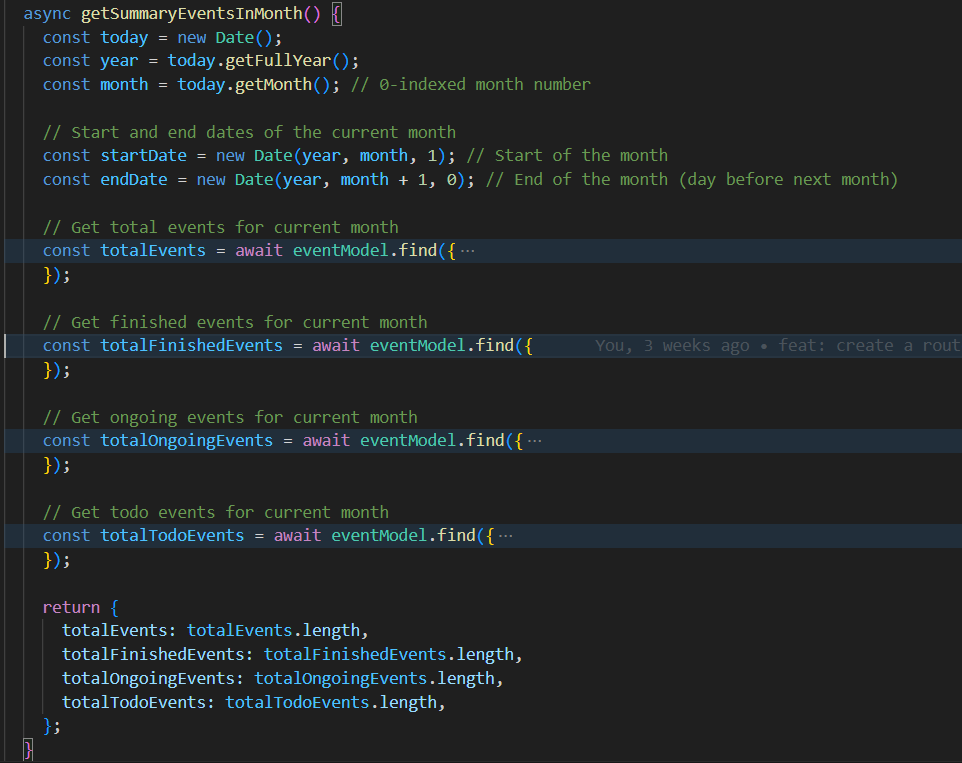 async getSummaryEventsInMonth() {
const today = new Date();
const year = today.getFullYear();
const month = today.getMonth(); // 0-indexed month number
// Start and end dates of the current month
const startDate = new Date(year, month, 1); // Start of the month
const endDate = new Date(year, month + 1, 0); // End of the month (day before next month)
// Get total events for current month
const totalEvents = await eventModel.find({ ···
});
// Get finished events for current month
const totalFinishedEvents = await eventModel.find({ You, 3 weeks ago • feat: create a rout
});
// Get ongoing events for current month
const totalOngoingEvents = await eventModel.find({ ···
});
// Get todo events for current month
const totalTodoEvents = await eventModel.find({ ···
});
return {
totalEvents: totalEvents.length,
totalFinishedEvents: totalFinishedEvents.length,
totalOngoingEvents: totalOngoingEvents.length,
totalTodoEvents: totalTodoEvents.length,
};
}